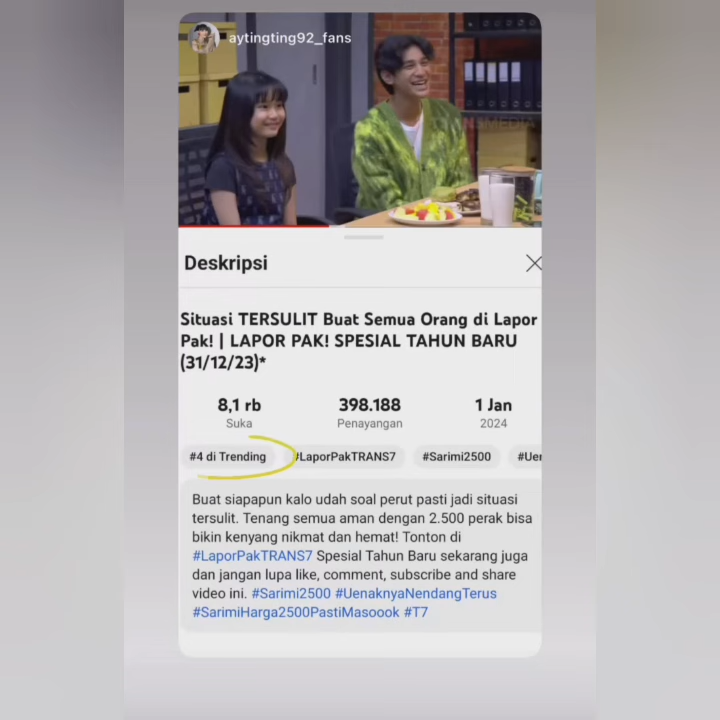 aytingting92_fans
NSMEDIA
Deskripsi
Situasi TERSULIT Buat Semua Orang di Lapor
Pak! | LAPOR PAK! SPESIAL TAHUN BARU
(31/12/23)*
8,1 rb 398.188 1 Jan
Suka Penayangan 2024
#4 di Trending #LaporPakTRANS7 #Sarimi2500 #Uer
Buat siapapun kalo udah soal perut pasti jadi situasi
tersulit. Tenang semua aman dengan 2.500 perak bisa
bikin kenyang nikmat dan hemat! Tonton di
#LaporPakTRANS7 Spesial Tahun Baru sekarang juga
dan jangan lupa like, comment, subscribe and share
video ini. #Sarimi2500 #UenaknyaNendangTerus
#SarimiHarga2500PastiMasoook #T7